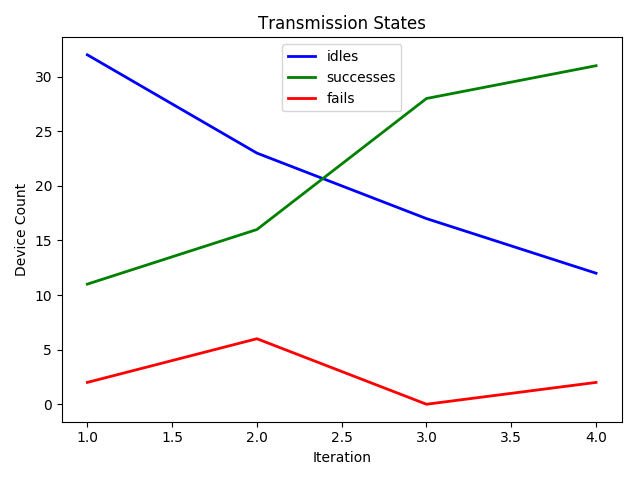 Transmission States
idles
successes
fails
Device Count
30
25
20
15
10
5
0
1.0 1.5 2.0 2.5 3.0 3.5 4.0
Iteration